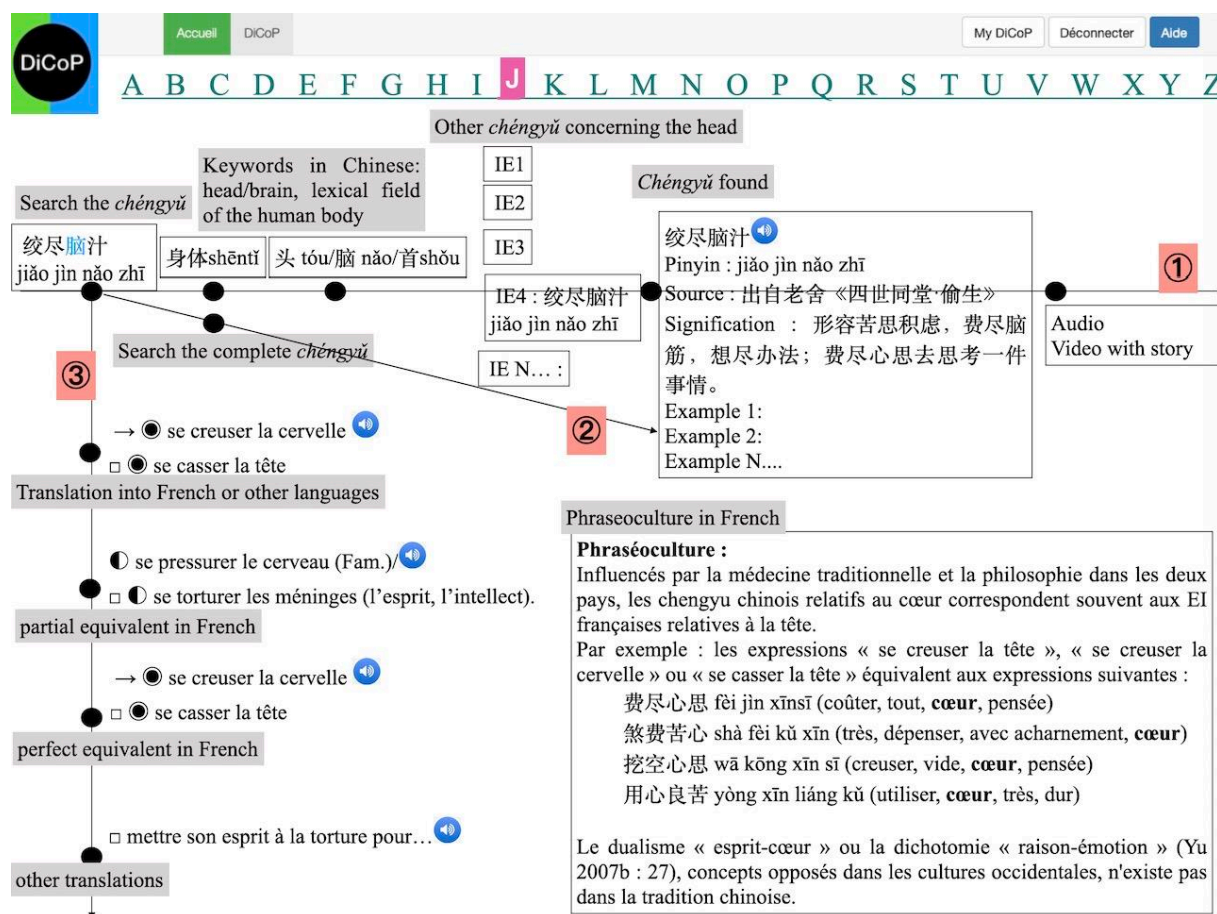 DiCoP
Accueil
DiCoP
My DiCoP
Déconnecter
Aide
A B C D E F G H I J K L M N O P Q R S T U V W X Y Z
Other chéngyǔ concerning the head
Search the chéngyǔ
Keywords in Chinese:
head/brain, lexical field
of the human body
IE1
IE2
IE3
Chéngyǔ found
绞尽脑汁
jiǎo jìn nǎo zhī
身体shēntǐ
头 tóu/脑 nǎo/首shǒu
IE4 : 绞尽脑汁
jiǎo jìn nǎo zhī
IE N… :
绞尽脑汁
Pinyin : jiǎo jìn nǎo zhī
Source : 出自老舍《四世同堂·偷生》
Signification : 形容苦思积虑，费尽脑
筋，想尽办法；费尽心思去思考一件
事情。
Example 1:
Example 2:
Example N....
①
Audio
Video with story
Search the complete chéngyǔ
③
②
→ ◉ se creuser la cervelle
□ ◉ se casser la tête
Translation into French or other languages
◐ se pressurer le cerveau (Fam.)/
□ ◐ se torturer les méninges (l’esprit, l’intellect).
partial equivalent in French
→ ◉ se creuser la cervelle
□ ◉ se casser la tête
perfect equivalent in French
□ mettre son esprit à la torture pour…
other translations
Phraseoculture in French
Phraséoculture :
Influencés par la médecine traditionnelle et la philosophie dans les deux
pays, les chengyu chinois relatifs au cœur correspondent souvent aux EI
françaises relatives à la tête.
Par exemple : les expressions « se creuser la tête », « se creuser la
cervelle » ou « se casser la tête » équivalent aux expressions suivantes :
费尽心思 fèi jìn xīnsī (coûter, tout, cœur, pensée)
煞费苦心 shà fèi kǔ xīn (très, dépenser, avec acharnement, cœur)
挖空心思 wā kōng xīn sī (creuser, vide, cœur, pensée)
用心良苦 yòng xīn liáng kǔ (utiliser, cœur, très, dur)
Le dualisme « esprit-cœur » ou la dichotomie « raison-émotion » (Yu
2007b : 27), concepts opposés dans les cultures occidentales, n'existe pas
dans la tradition chinoise.